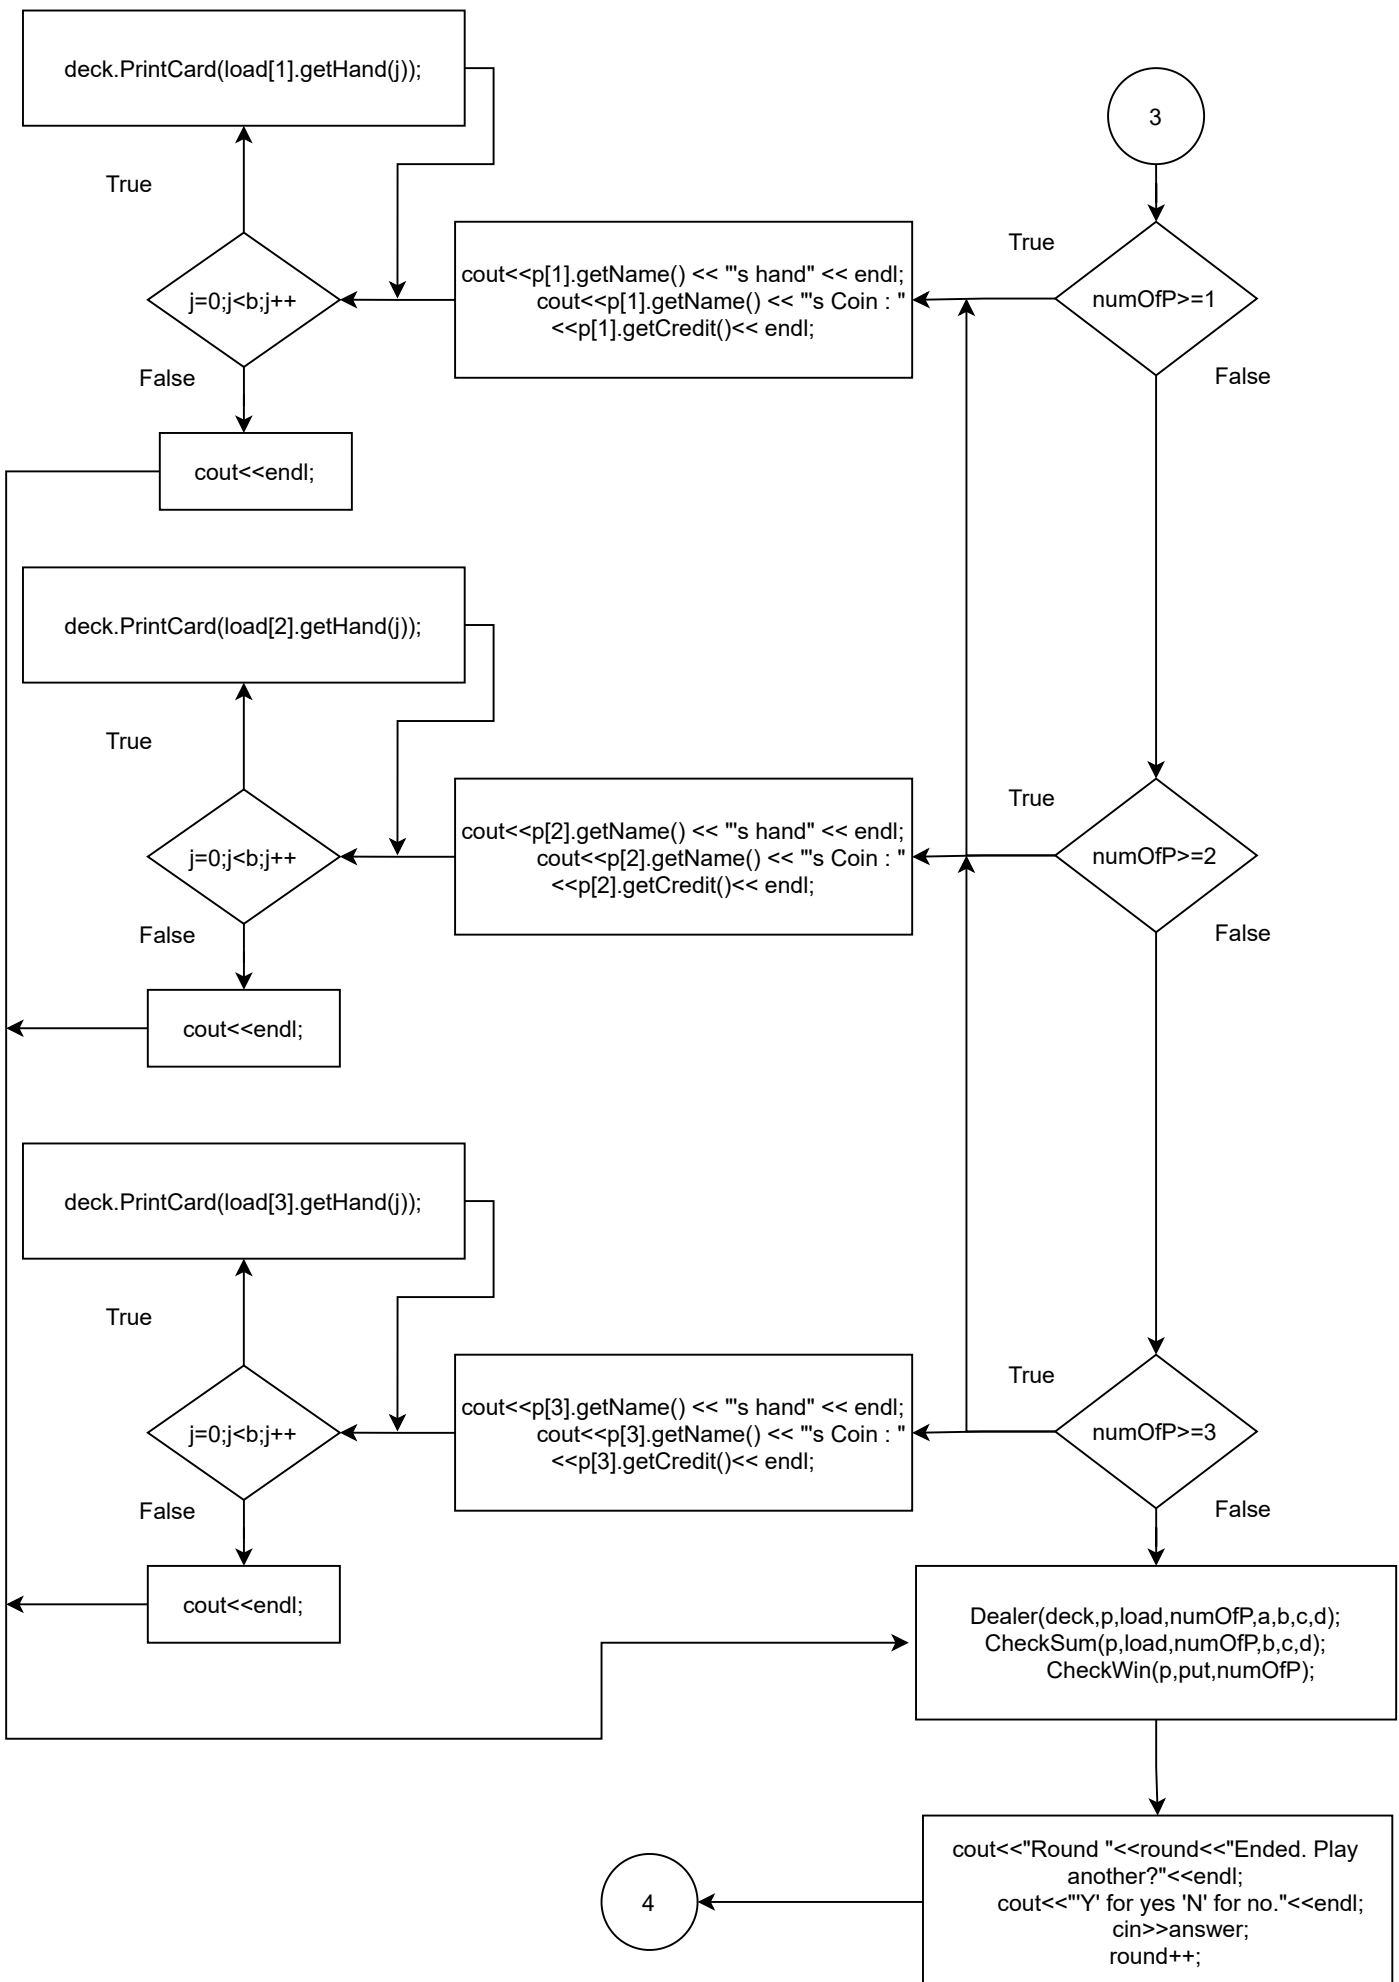 deck.PrintCard(load[1].getHand(j));
3
True
True
cout<<p[1].getName() << "'s hand" << endl;
cout<<p[1].getName() << "'s Coin : "
<<p[1].getCredit()<< endl;
j=0;j<b;j++
numOfP>=1
False
False
cout<<endl;
deck.PrintCard(load[2].getHand(j));
True
True
cout<<p[2].getName() << "'s hand" << endl;
cout<<p[2].getName() << "'s Coin : "
<<p[2].getCredit()<< endl;
j=0;j<b;j++
numOfP>=2
False
False
cout<<endl;
deck.PrintCard(load[3].getHand(j));
True
True
cout<<p[3].getName() << "'s hand" << endl;
cout<<p[3].getName() << "'s Coin : "
<<p[3].getCredit()<< endl;
j=0;j<b;j++
numOfP>=3
False
False
cout<<endl;
Dealer(deck,p,load,numOfP,a,b,c,d);
CheckSum(p,load,numOfP,b,c,d);
CheckWin(p,put,numOfP);
cout<<"Round "<<round<<"Ended. Play
another?"<<endl;
cout<<"'Y' for yes 'N' for no."<<endl;
cin>>answer;
round++;
4